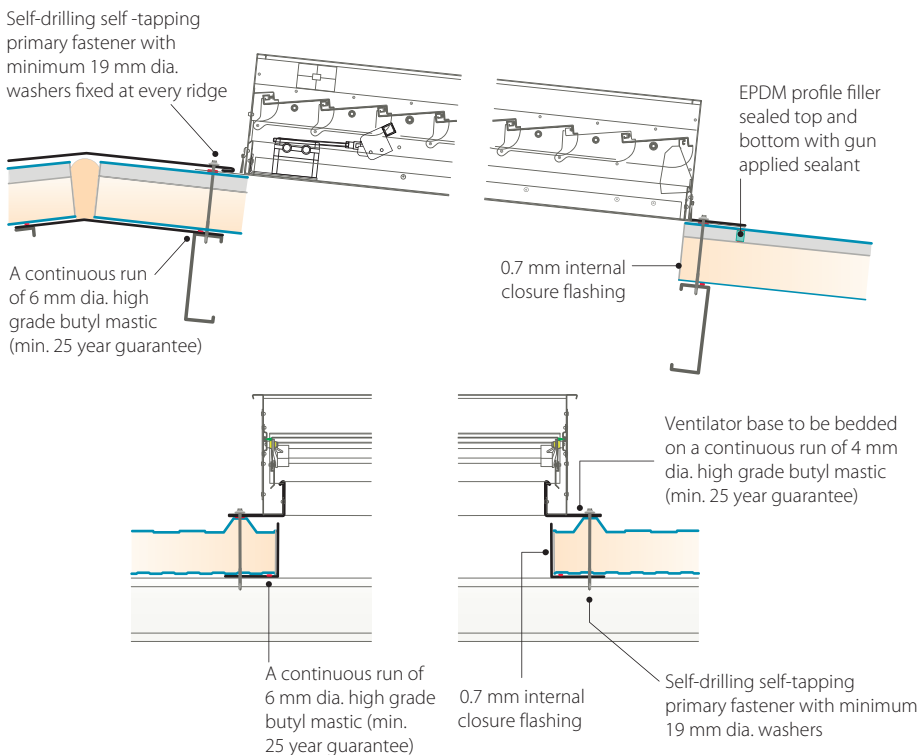 Self-drilling self -tapping
primary fastener with
minimum 19 mm dia.
washers fixed at every ridge
EPDM profile filler
sealed top and
bottom with gun
applied sealant
A continuous run
of 6 mm dia. high
grade butyl mastic
(min. 25 year guarantee)
0.7 mm internal
closure flashing
Ventilator base to be bedded
on a continuous run of 4 mm
dia. high grade butyl mastic
(min. 25 year guarantee)
A continuous run of
6 mm dia. high grade
butyl mastic (min.
25 year guarantee)
0.7 mm internal
closure flashing
Self-drilling self-tapping
primary fastener with minimum
19 mm dia. washers